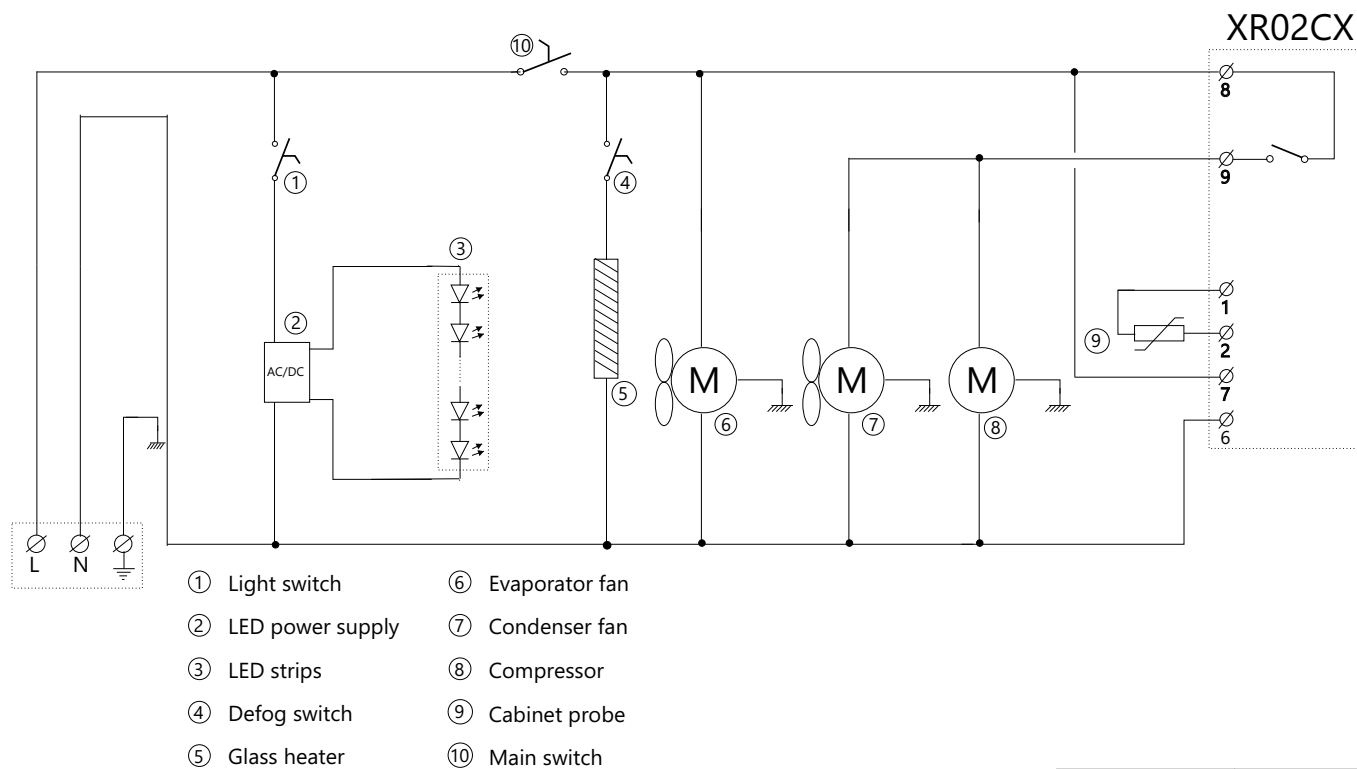 XR02CX
⑩
8
9
①
④
③
②
AC/DC
1
⑨
2
7
6
M
M
M
⑤
⑥
⑦
⑧
L
N
① Light switch
⑥ Evaporator fan
② LED power supply
⑦ Condenser fan
③ LED strips
⑧ Compressor
④ Defog switch
⑨ Cabinet probe
⑤ Glass heater
⑩ Main switch